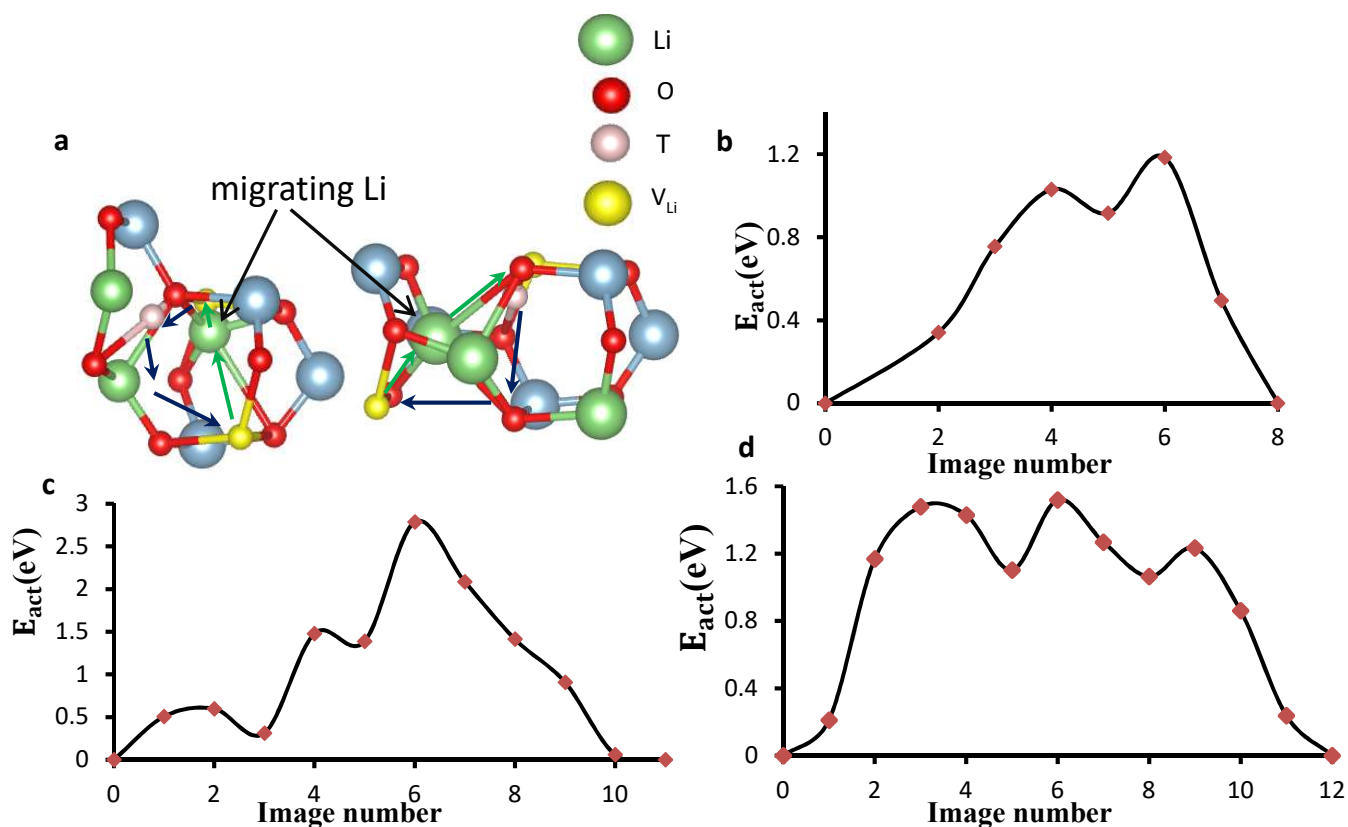 Li
O
T
V_Li
a
migrating Li
b
E_act(eV)
1.2
0.8
0.4
0
0 2 4 6 8
Image number
c
E_act(eV)
3
2.5
2
1.5
1
0.5
0
0 2 4 6 8 10
Image number
d
E_act(eV)
1.6
1.2
0.8
0.4
0
0 2 4 6 8 10 12
Image number